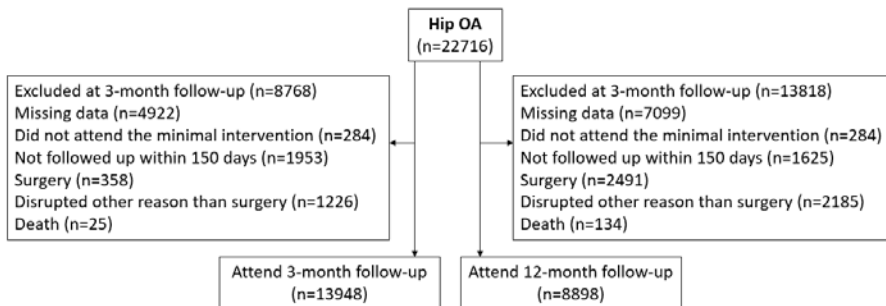 Hip OA
(n=22716)
Excluded at 3-month follow-up (n=8768)
Missing data (n=4922)
Did not attend the minimal intervention (n=284)
Not followed up within 150 days (n=1953)
Surgery (n=358)
Disrupted other reason than surgery (n=1226)
Death (n=25)
Excluded at 3-month follow-up (n=13818)
Missing data (n=7099)
Did not attend the minimal intervention (n=284)
Not followed up within 150 days (n=1625)
Surgery (n=2491)
Disrupted other reason than surgery (n=2185)
Death (n=134)
Attend 3-month follow-up
(n=13948)
Attend 12-month follow-up
(n=8898)